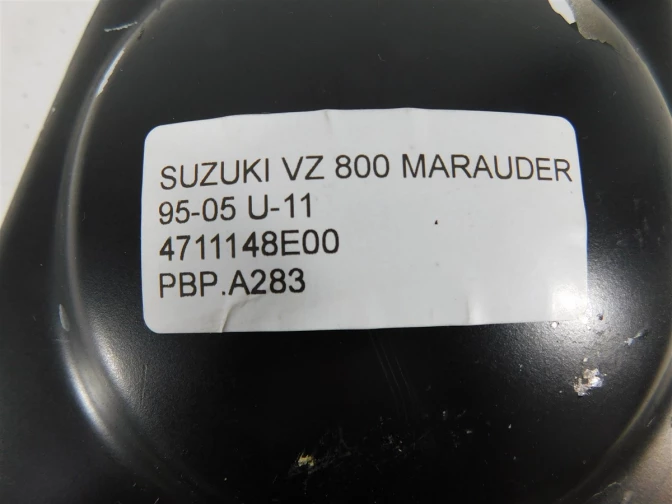 SUZUKI VZ 800 MARAUDER
95-05 U-11
4711148E00
PBP.A283